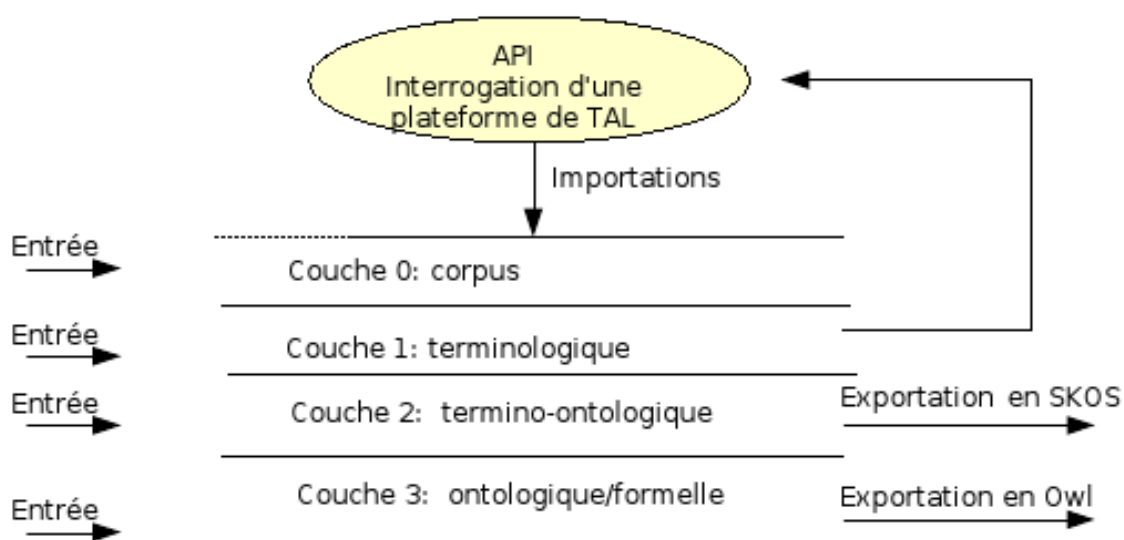 API
Interrogation d'une
plateforme de TAL
Importations
Entrée
Couche 0: corpus
Entrée
Couche 1: terminologique
Entrée
Couche 2: termino-ontologique
Exportation en SKOS
Entrée
Couche 3: ontologique/formelle
Exportation en Owl